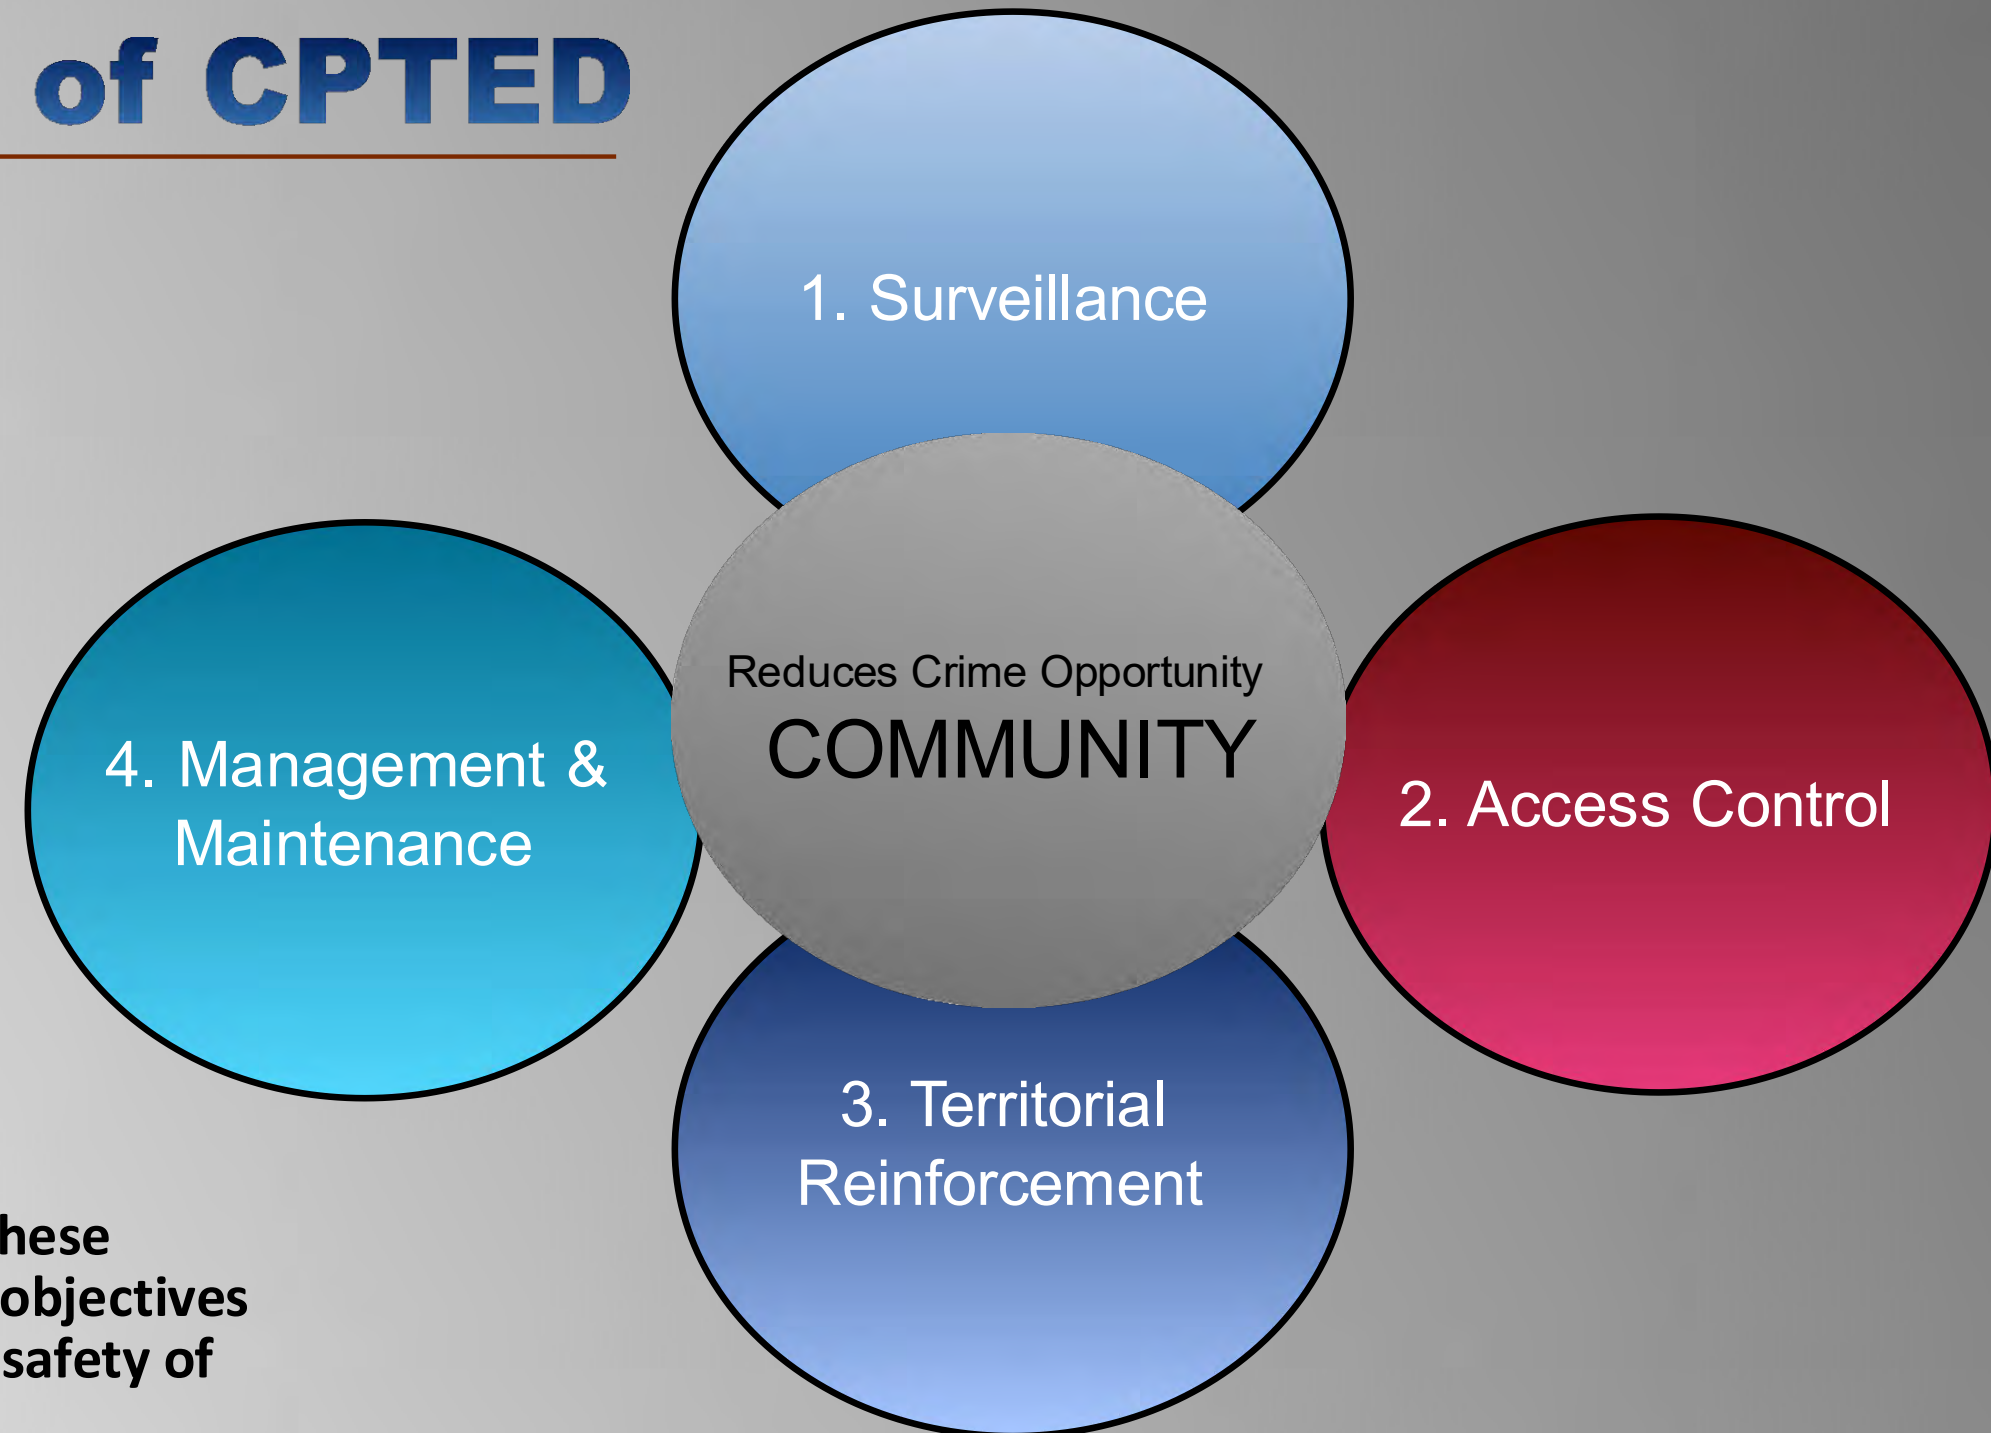 of CPTED
1. Surveillance
Reduces Crime Opportunity
COMMUNITY
4. Management &
Maintenance
2. Access Control
3. Territorial
Reinforcement
hese
objectives
safety of